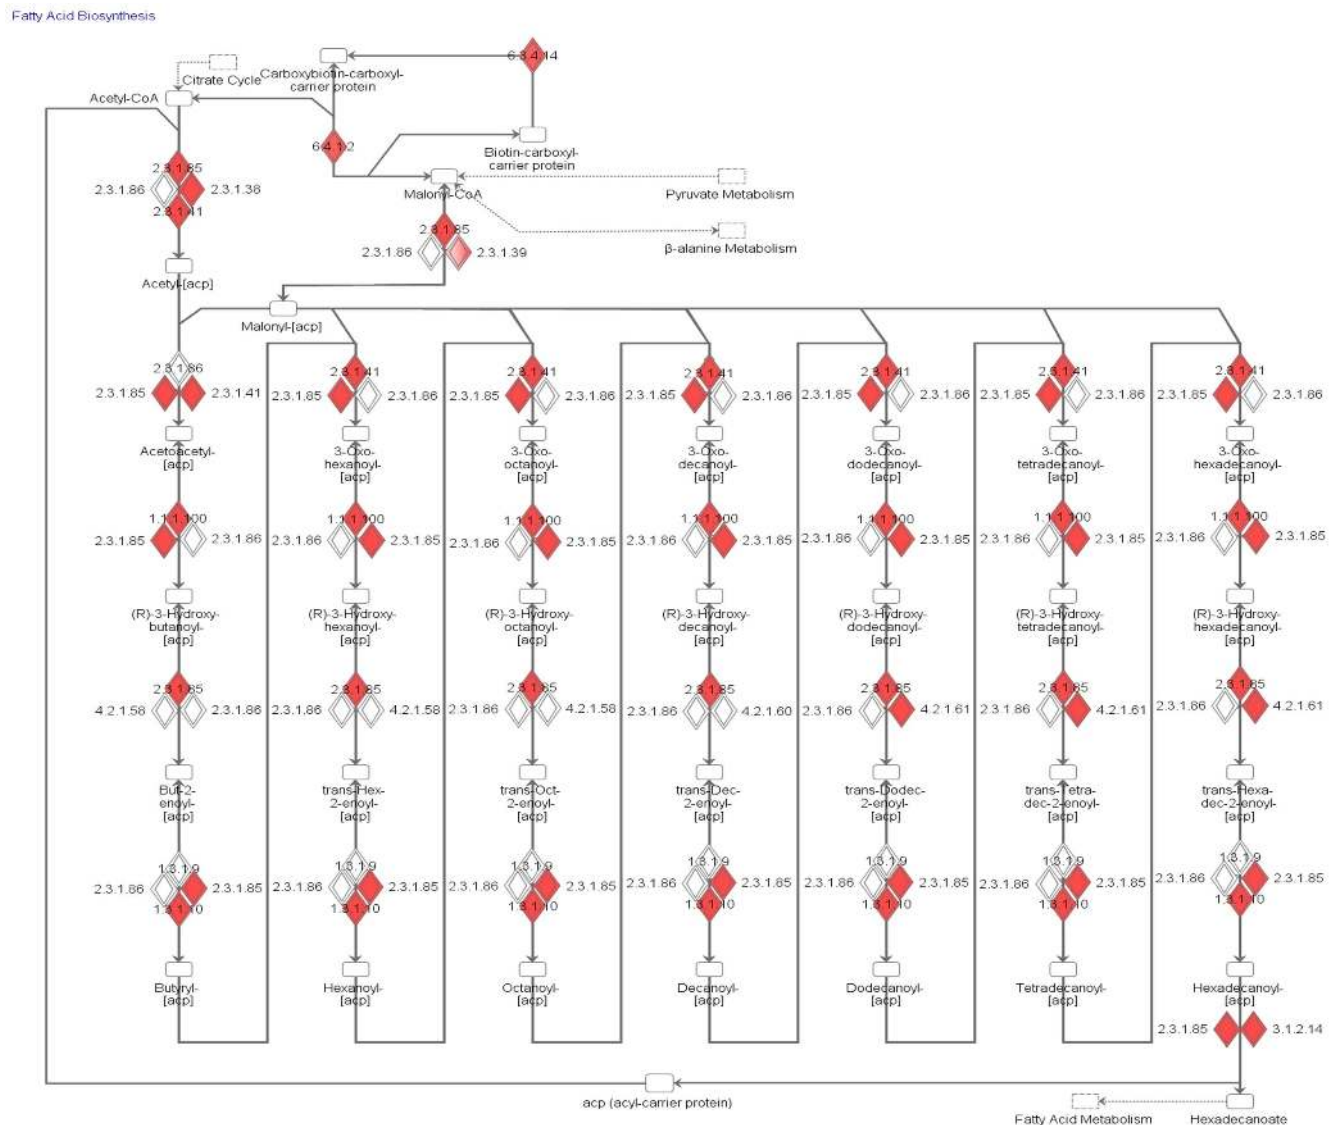 Fatty Acid Biosynthesis
6.3.4.14
Citrate Cycle
Carboxybiotin-carboxyl-
carrier protein
Acetyl-CoA
6.4.1.2
Biotin-carboxyl-
carrier protein
2.3.1.85
2.3.1.86
2.3.1.38
2.3.1.41
Malonyl-CoA
Pyruvate Metabolism
2.3.1.85
2.3.1.86
2.3.1.39
β-alanine Metabolism
Acetyl-[acp]
Malonyl-[acp]
2.3.1.86
2.3.1.85
2.3.1.41
2.3.1.41
2.3.1.85
2.3.1.86
2.3.1.41
2.3.1.85
2.3.1.86
2.3.1.41
2.3.1.85
2.3.1.86
2.3.1.41
2.3.1.85
2.3.1.86
2.3.1.41
2.3.1.85
2.3.1.86
2.3.1.41
2.3.1.85
2.3.1.86
Acetoacetyl-
[acp]
3-Oxo-
hexanoyl-
[acp]
3-Oxo-
octanoyl-
[acp]
3-Oxo-
decanoyl-
[acp]
3-Oxo-
dodecanoyl-
[acp]
3-Oxo-
tetradecanoyl-
[acp]
3-Oxo-
hexadecanoyl-
[acp]
1.1.1.100
2.3.1.85
2.3.1.86
1.1.1.100
2.3.1.86
2.3.1.85
1.1.1.100
2.3.1.86
2.3.1.85
1.1.1.100
2.3.1.86
2.3.1.85
1.1.1.100
2.3.1.86
2.3.1.85
1.1.1.100
2.3.1.86
2.3.1.85
1.1.1.100
2.3.1.86
2.3.1.85
(R)-3-Hydroxy-
butanoyl-
[acp]
(R)-3-Hydroxy-
hexanoyl-
[acp]
(R)-3-Hydroxy-
octanoyl-
[acp]
(R)-3-Hydroxy-
decanoyl-
[acp]
(R)-3-Hydroxy-
dodecanoyl-
[acp]
(R)-3-Hydroxy-
tetradecanoyl-
[acp]
(R)-3-Hydroxy-
hexadecanoyl-
[acp]
2.3.1.85
4.2.1.58
2.3.1.86
2.3.1.85
2.3.1.86
4.2.1.58
2.3.1.85
2.3.1.86
4.2.1.58
2.3.1.85
2.3.1.86
4.2.1.60
2.3.1.85
2.3.1.86
4.2.1.61
2.3.1.85
2.3.1.86
4.2.1.61
2.3.1.85
2.3.1.86
4.2.1.61
But-2-
enoyl-
[acp]
trans-Hex-
2-enoyl-
[acp]
trans-Oct-
2-enoyl-
[acp]
trans-Dec-
2-enoyl-
[acp]
trans-Dodec-
2-enoyl-
[acp]
trans-Tetra-
dec-2-enoyl-
[acp]
trans-Hexa-
dec-2-enoyl-
[acp]
1.3.1.9
2.3.1.86
2.3.1.85
1.3.1.10
1.3.1.9
2.3.1.86
2.3.1.85
1.3.1.10
1.3.1.9
2.3.1.86
2.3.1.85
1.3.1.10
1.3.1.9
2.3.1.86
2.3.1.85
1.3.1.10
1.3.1.9
2.3.1.86
2.3.1.85
1.3.1.10
1.3.1.9
2.3.1.86
2.3.1.85
1.3.1.10
1.3.1.9
2.3.1.86
2.3.1.85
1.3.1.10
Butyryl-
[acp]
Hexanoyl-
[acp]
Octanoyl-
[acp]
Decanoyl-
[acp]
Dodecanoyl-
[acp]
Tetradecanoyl-
[acp]
Hexadecanoyl-
[acp]
2.3.1.85
3.1.2.14
acp (acyl-carrier protein)
Fatty Acid Metabolism
Hexadecanoate